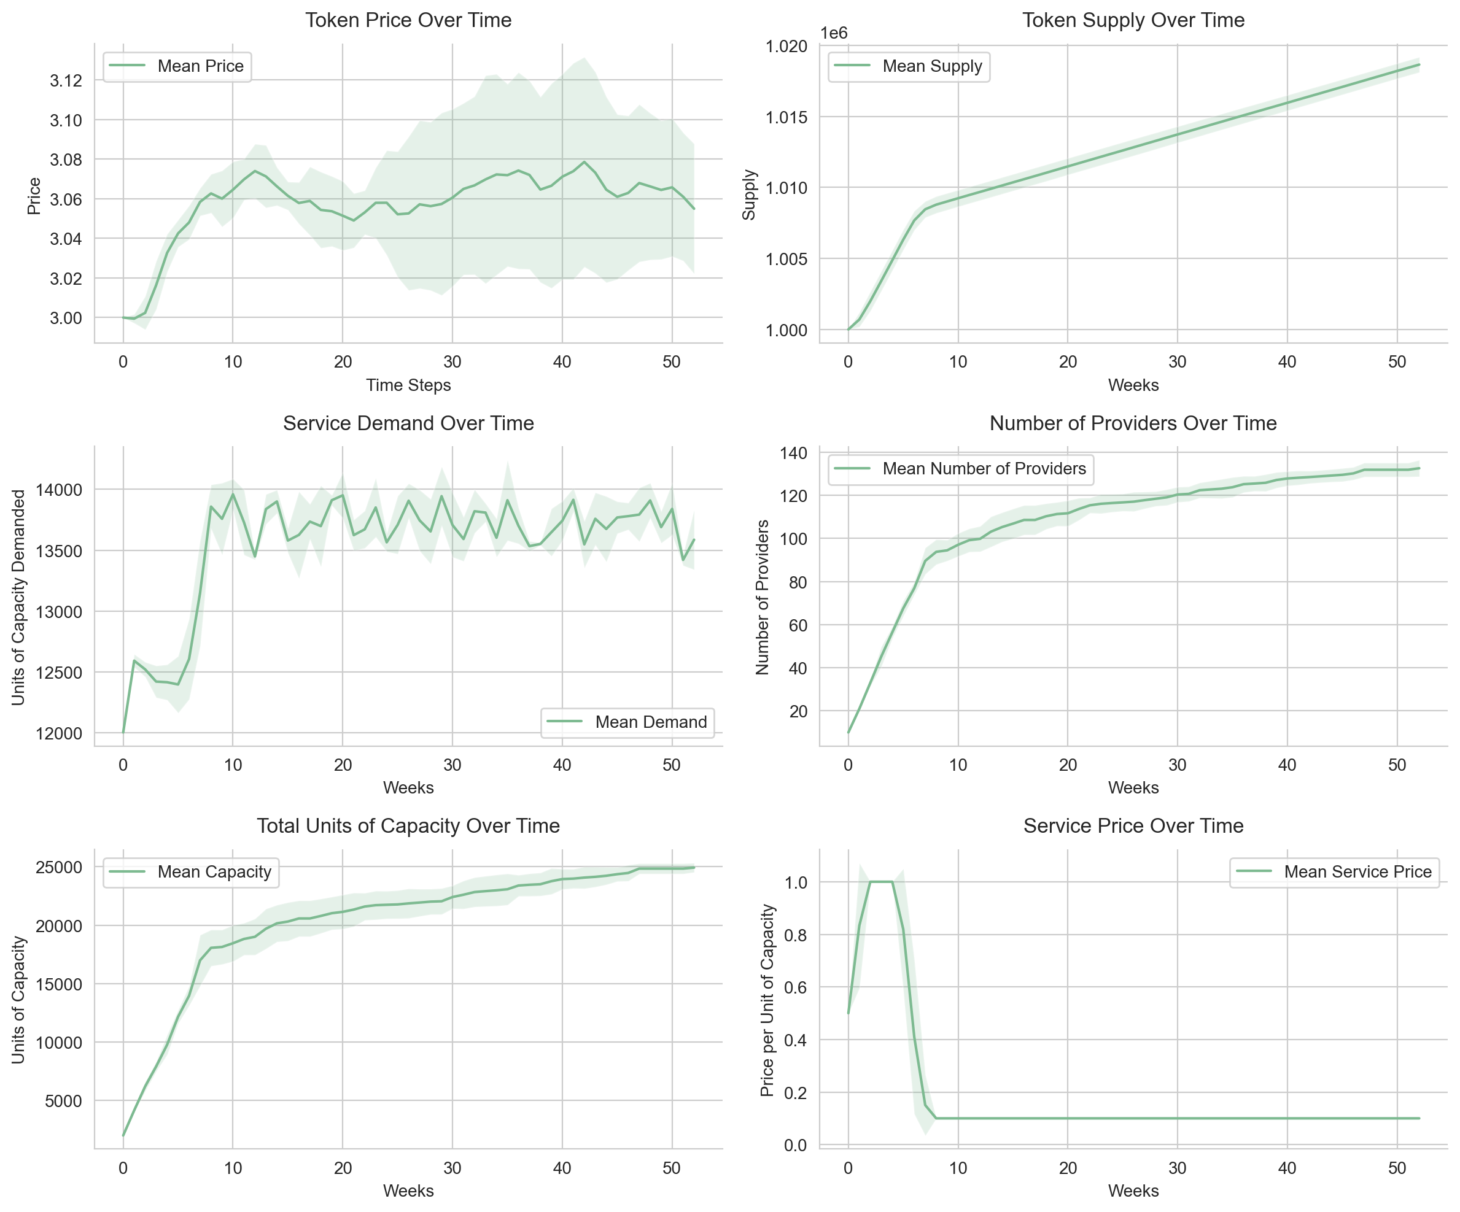 Token Price Over Time
Mean Price
3.12
3.10
3.08
3.06
3.04
3.02
3.00
Price
0 10 20 30 40 50
Time Steps
Token Supply Over Time
1e6
Mean Supply
1.020
1.015
1.010
1.005
1.000
Supply
0 10 20 30 40 50
Weeks
Service Demand Over Time
14000
13500
13000
12500
12000
Units of Capacity Demanded
Mean Demand
0 10 20 30 40 50
Weeks
Number of Providers Over Time
Mean Number of Providers
140
120
100
80
60
40
20
Number of Providers
0 10 20 30 40 50
Weeks
Total Units of Capacity Over Time
Mean Capacity
25000
20000
15000
10000
5000
Units of Capacity
0 10 20 30 40 50
Weeks
Service Price Over Time
Mean Service Price
1.0
0.8
0.6
0.4
0.2
0.0
Price per Unit of Capacity
0 10 20 30 40 50
Weeks